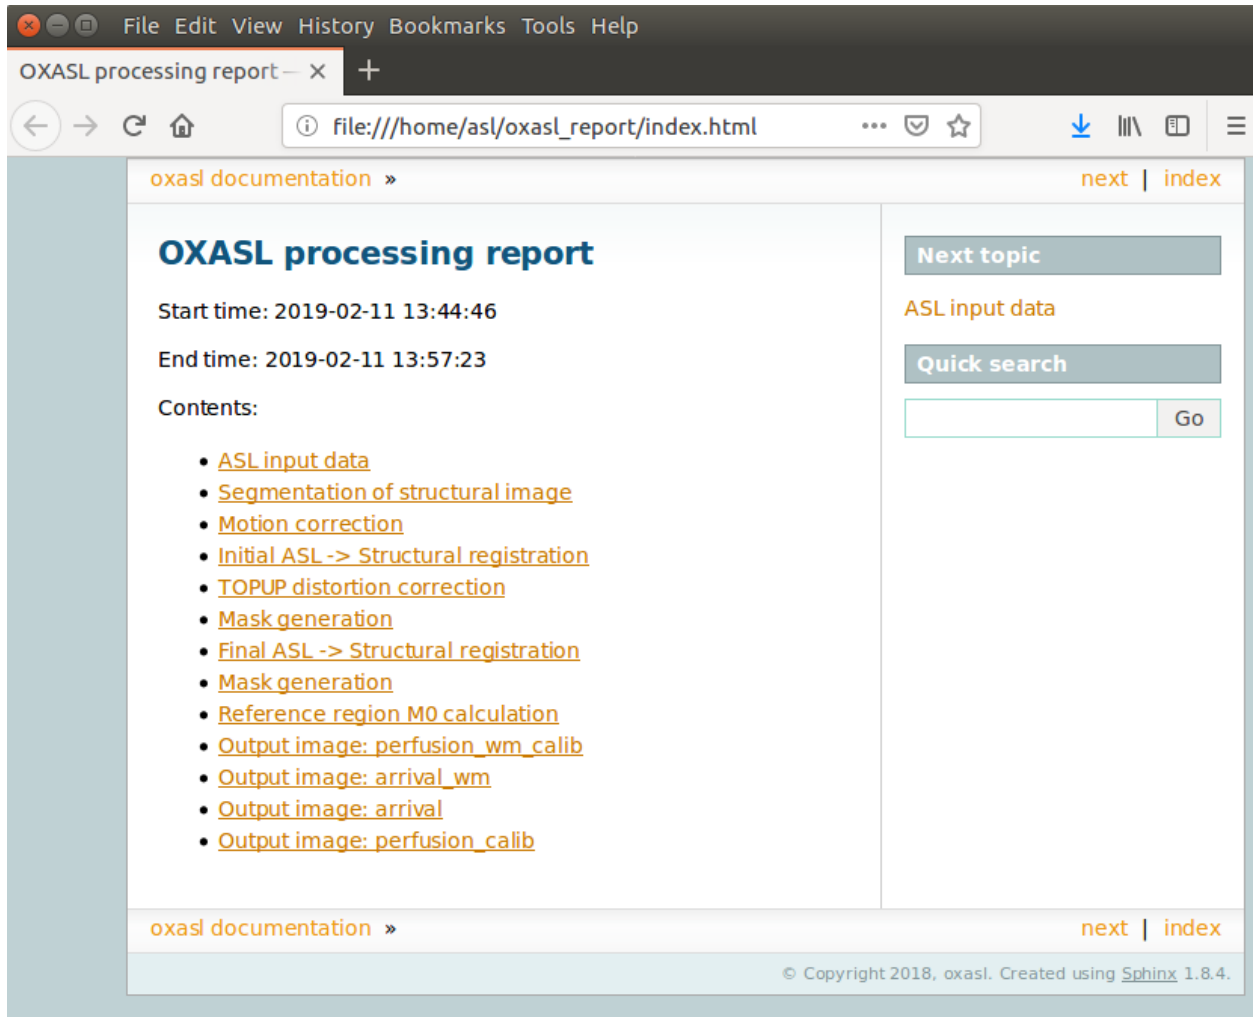 File Edit View History Bookmarks Tools Help
OXASL processing report —
file:///home/asl/oxasl_report/index.html
oxasl documentation » next | index
OXASL processing report
Start time: 2019-02-11 13:44:46
End time: 2019-02-11 13:57:23
Contents:
• ASL input data
• Segmentation of structural image
• Motion correction
• Initial ASL -> Structural registration
• TOPUP distortion correction
• Mask generation
• Final ASL -> Structural registration
• Mask generation
• Reference region M0 calculation
• Output image: perfusion_wm_calib
• Output image: arrival_wm
• Output image: arrival
• Output image: perfusion_calib
Next topic
ASL input data
Quick search
Go
oxasl documentation » next | index
© Copyright 2018, oxasl. Created using Sphinx 1.8.4.